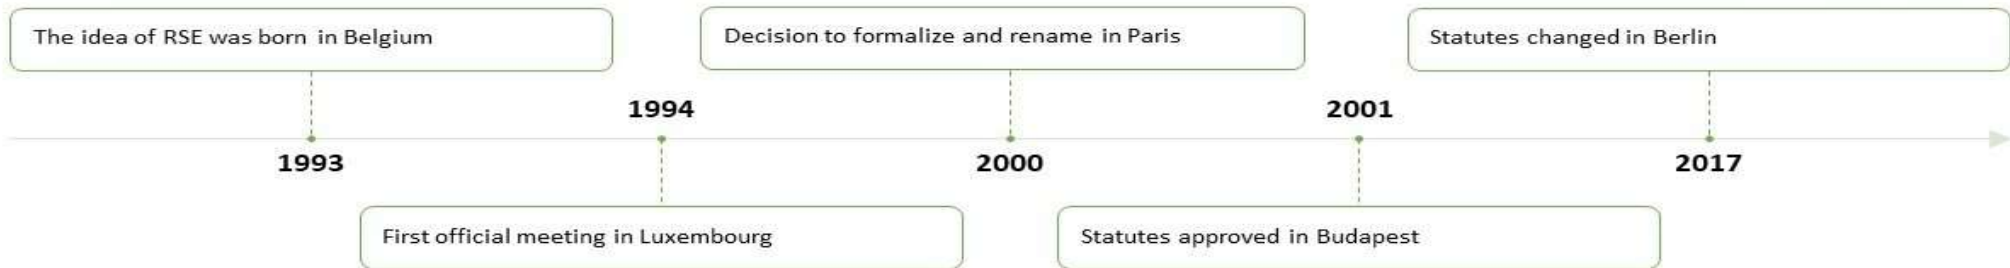 The idea of RSE was born in Belgium
Decision to formalize and rename in Paris
Statutes changed in Berlin
1994
2001
1993
2000
2017
First official meeting in Luxembourg
Statutes approved in Budapest